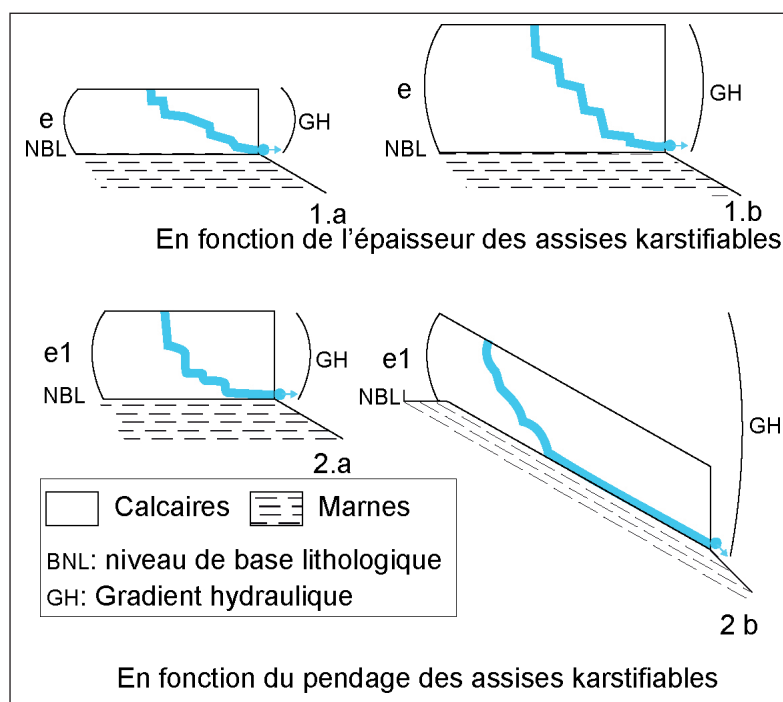 e
GH
NBL
1.a
e
GH
NBL
1.b
En fonction de l'épaisseur des assises karstifiables
e1
GH
NBL
2.a
e1
GH
NBL
2 b
Calcaires
Marnes
BNL: niveau de base lithologique
GH: Gradient hydraulique
En fonction du pendage des assises karstifiables